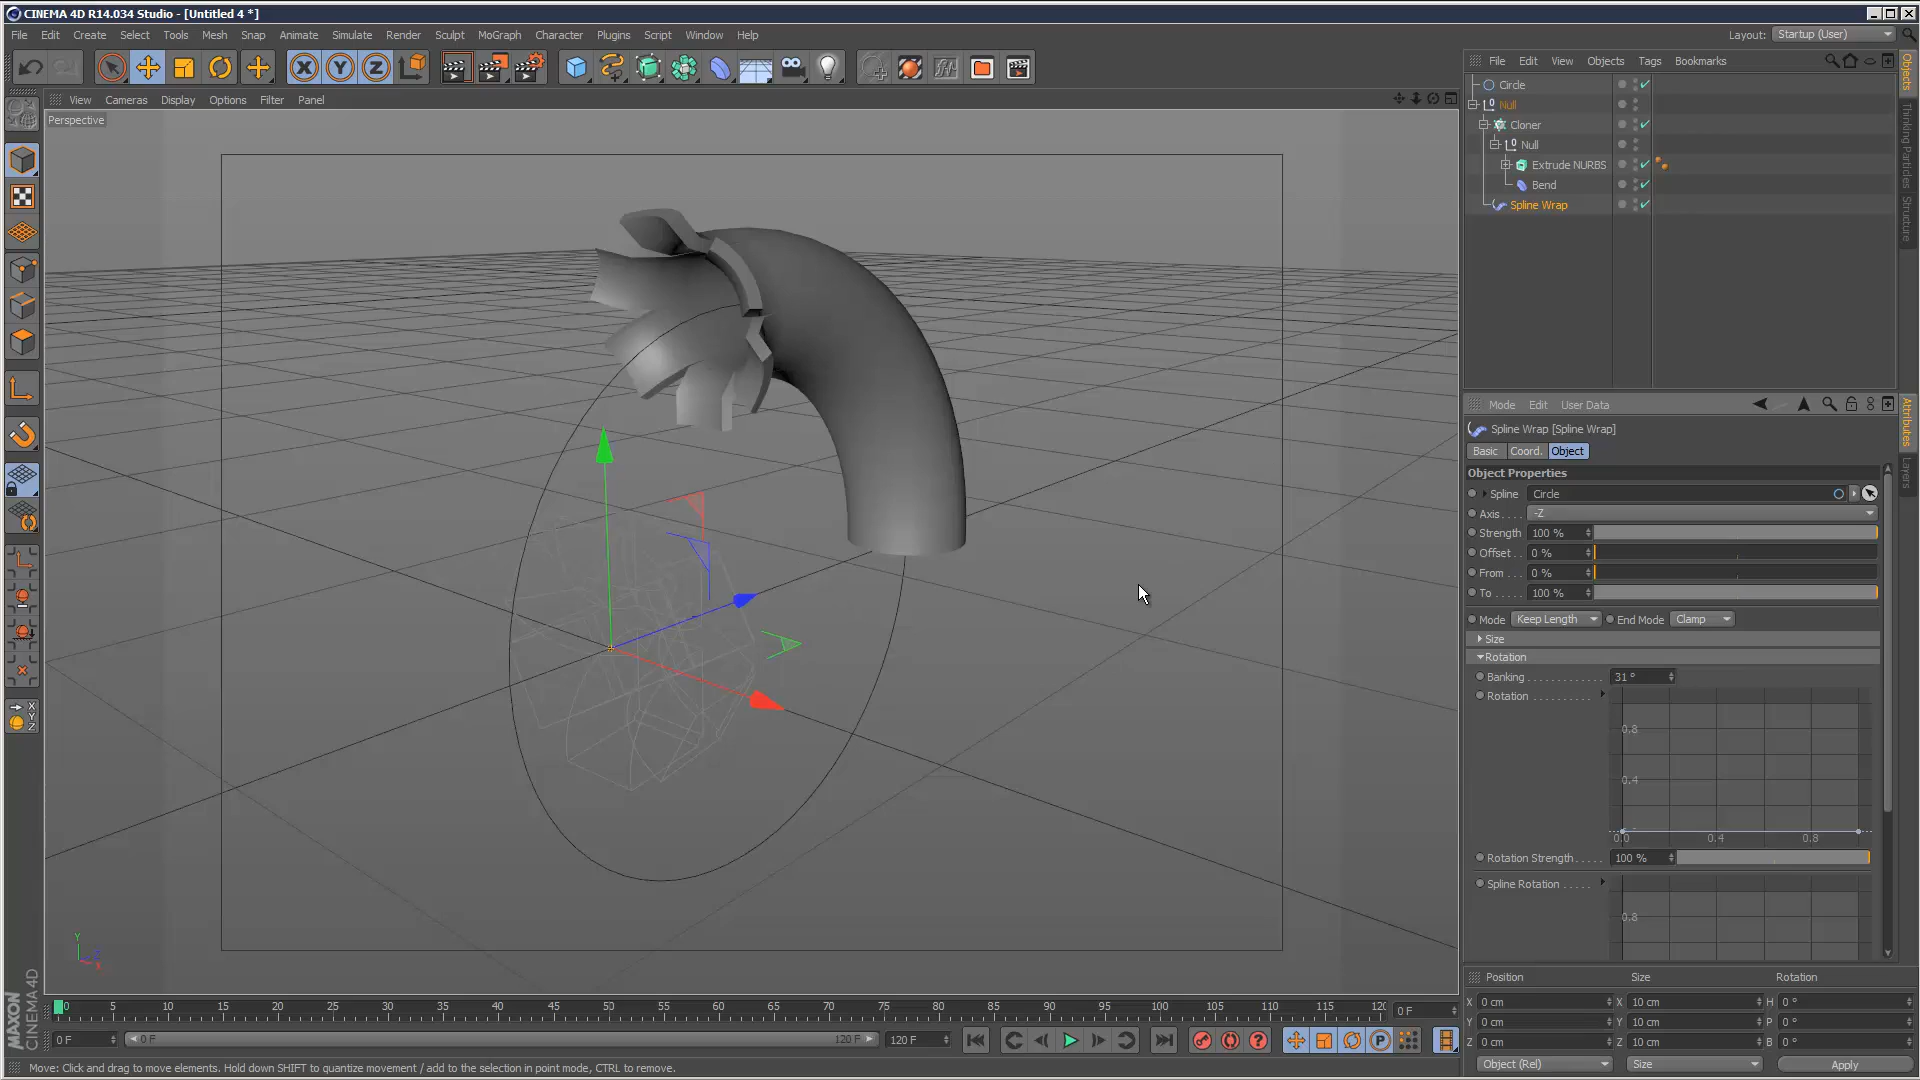 CINEMA 4D R14.034 Studio - [Untitled 4 *]
File Edit Create Select Tools Mesh Snap Animate Simulate Render Sculpt MoGraph Character Plugins Script Window Help
Layout: Startup (User)
View Cameras Display Options Filter Panel
Perspective
File Edit View Objects Tags Bookmarks
Circle
Null
Cloner
Null
Extrude NURBS
Bend
Spline Wrap
Objects
Thinking Particles
Structure
Mode Edit User Data
Spline Wrap [Spline Wrap]
Basic Coord. Object
Object Properties
Spline Circle
Axis . . . . -Z
Strength 100 %
Offset . . 0 %
From . . . 0 %
To . . . . . 100 %
Mode Keep Length End Mode Clamp
Size
Rotation
Banking . . . . . . . . . . . . 31 °
Rotation . . . . . . . . . .
0.8
0.4
0.0 0.4 0.8
Rotation Strength . . . . . 100 %
Spline Rotation . . . . .
0.8
Attributes
Layers
Position Size Rotation
X 0 cm X 10 cm H 0 °
Y 0 cm Y 10 cm P 0 °
Z 0 cm Z 10 cm B 0 °
Object (Rel) Size Apply
Y
Z
X
MAXON
CINEMA 4D
0 5 10 15 20 25 30 35 40 45 50 55 60 65 70 75 80 85 90 95 100 105 110 115 120
0 F
0 F 0 F 120 F 120 F
Move: Click and drag to move elements. Hold down SHIFT to quantize movement / add to the selection in point mode, CTRL to remove.